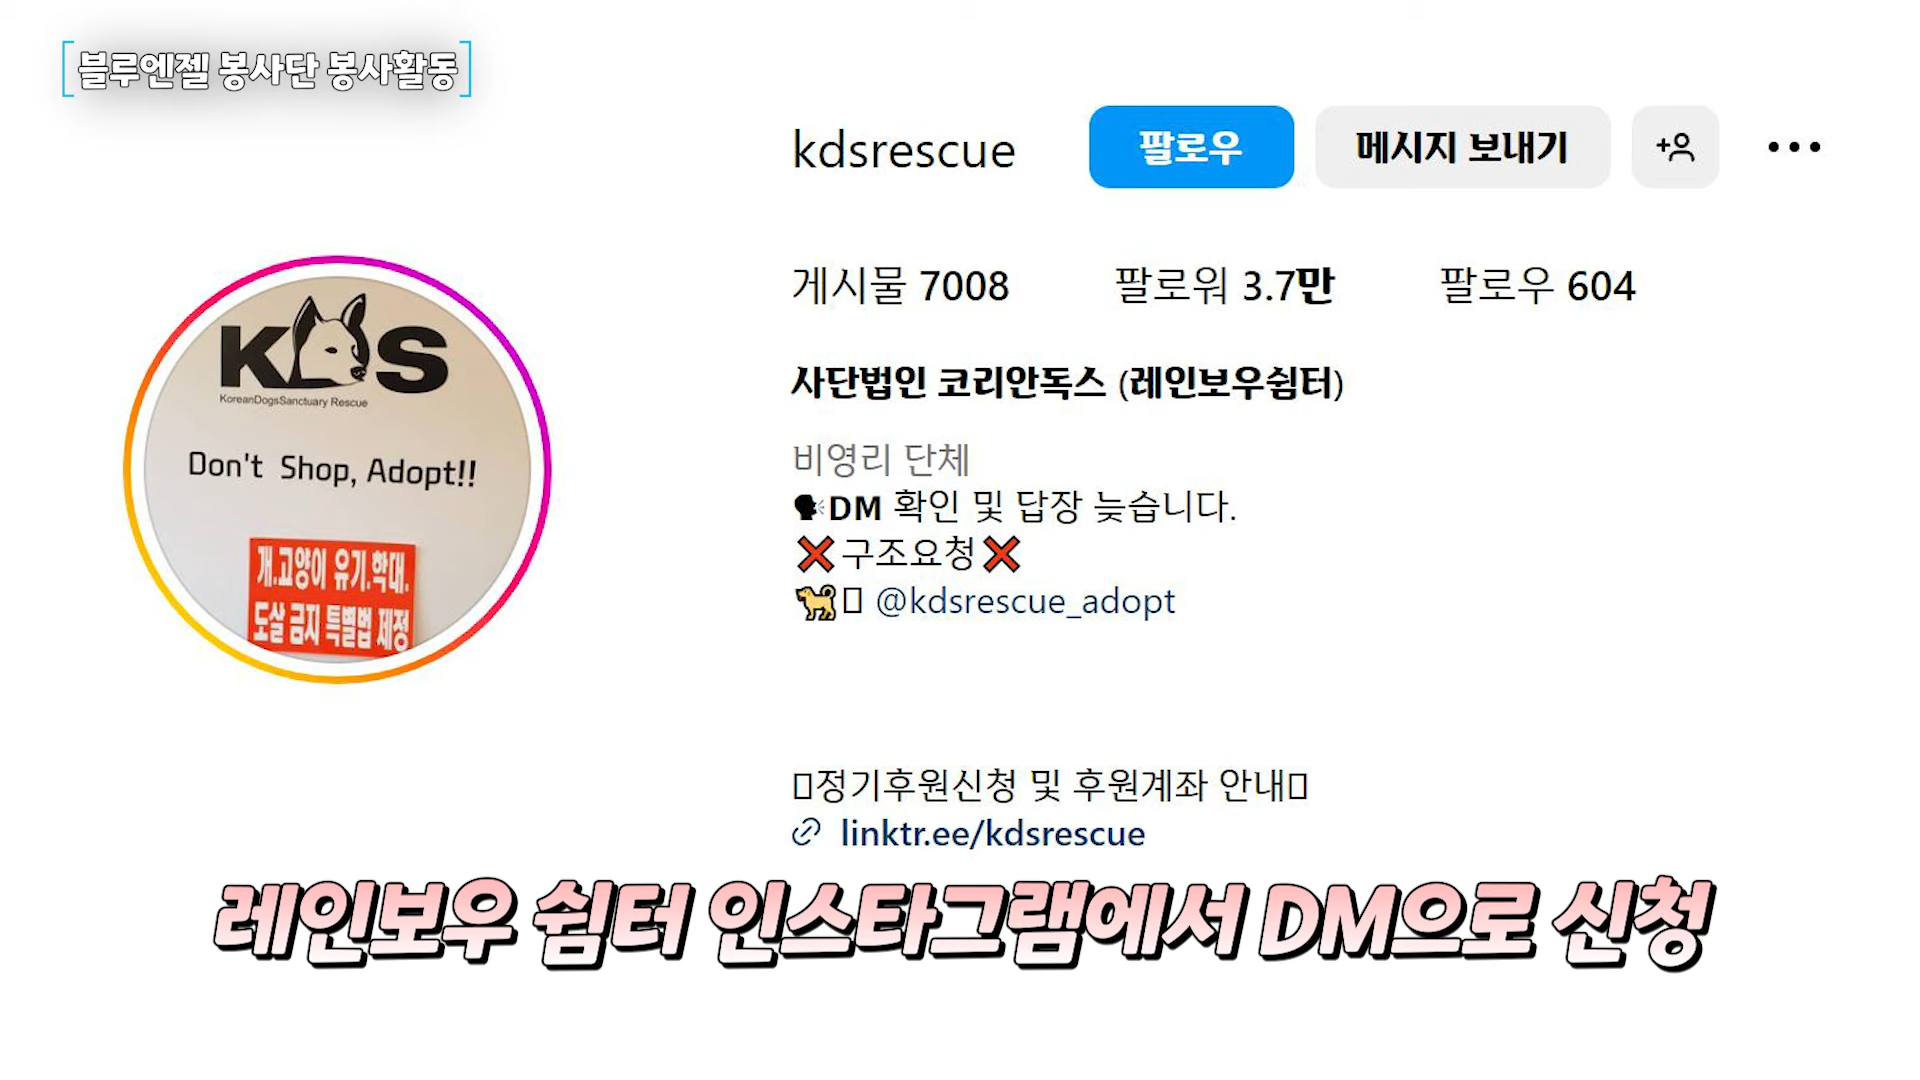 블루엔젤 봉사단 봉사활동
kdsrescue
팔로우
메시지 보내기
게시물 7008
팔로워 3.7만
팔로우 604
사단법인 코리안독스 (레인보우쉼터)
비영리 단체
🗣DM 확인 및 답장 늦습니다.
❌구조요청❌
🐕 @kdsrescue_adopt
정기후원신청 및 후원계좌 안내
linktr.ee/kdsrescue
KDS
KoreanDogsSanctuary Rescue
Don't Shop, Adopt!!
개.고양이 유기.학대.
도살 금지 특별법 제정
레인보우 쉼터 인스타그램에서 DM으로 신청